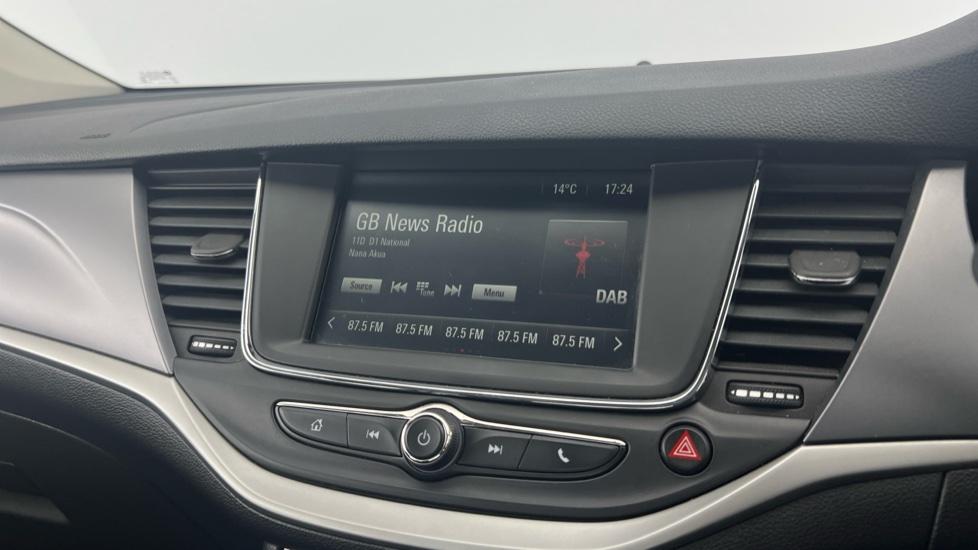 14°C 17:24
GB News Radio
11D D1 National
Nana Akua
Source Tune Menu
DAB
87.5 FM 87.5 FM 87.5 FM 87.5 FM 87.5 FM